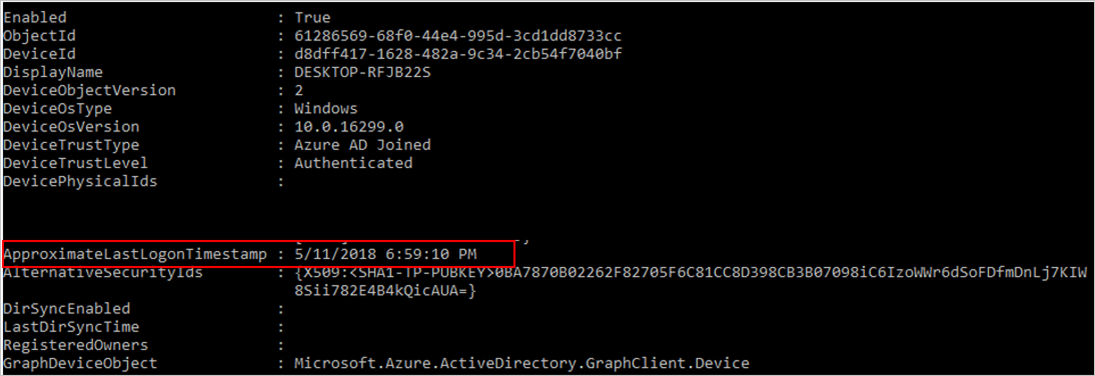 Enabled : True
ObjectId : 61286569-68f0-44e4-995d-3cd1dd8733cc
DeviceId : d8dff417-1628-482a-9c34-2cb54f7040bf
DisplayName : DESKTOP-RFJB22S
DeviceObjectVersion : 2
DeviceOsType : Windows
DeviceOsVersion : 10.0.16299.0
DeviceTrustType : Azure AD Joined
DeviceTrustLevel : Authenticated
DevicePhysicalIds :
ApproximateLastLogonTimestamp : 5/11/2018 6:59:10 PM
AlternativeSecurityIds : {X509:<SHA1-TP-PUBKEY>0BA7870B02262F82705F6C81CC8D398CB3B07098iC6IzoWWr6dSoFDfmDnLj7KIW
8Sii782E4B4kQicAUA=}
DirSyncEnabled :
LastDirSyncTime :
RegisteredOwners :
GraphDeviceObject : Microsoft.Azure.ActiveDirectory.GraphClient.Device